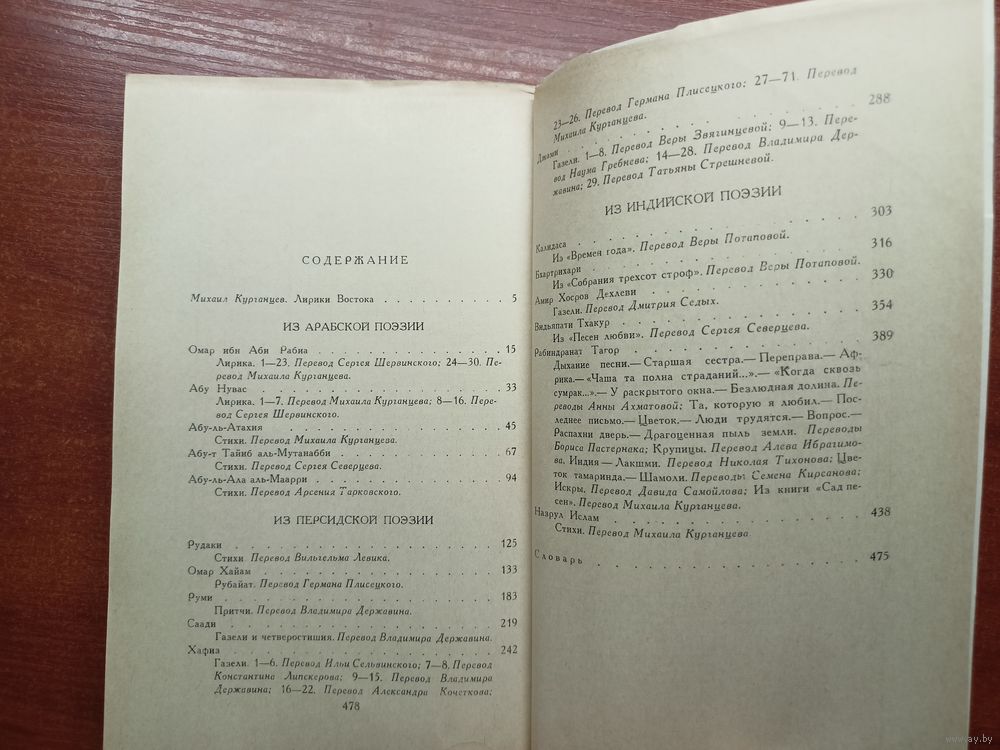 СОДЕРЖАНИЕ
Михаил Курганцев. Лирики Востока . . . . . . . . . . 5
ИЗ АРАБСКОЙ ПОЭЗИИ
Омар ибн Аби Рабиа . . . . . . . . . . . . . . 15
Лирика. 1—23. Перевод Сергея Шервинского; 24—30. Пе-
ревод Михаила Курганцева.
Абу Нувас . . . . . . . . . . . . . . . . . 33
Лирика. 1—7. Перевод Михаила Курганцева; 8—16. Пере-
вод Сергея Шервинского.
Абу-ль-Атахия . . . . . . . . . . . . . . . 45
Стихи. Перевод Михаила Курганцева.
Абу-т Тайиб аль-Мутанабби . . . . . . . . . . . 67
Стихи. Перевод Сергея Северцева.
Абу-ль-Ала аль-Маарри . . . . . . . . . . . . 94
Стихи. Перевод Арсения Тарковского.
ИЗ ПЕРСИДСКОЙ ПОЭЗИИ
Рудаки . . . . . . . . . . . . . . . . . . 125
Стихи Перевод Вильгельма Левика.
Омар Хайам . . . . . . . . . . . . . . . . 133
Рубайат. Перевод Германа Плисецкого.
Руми . . . . . . . . . . . . . . . . . . . 183
Притчи. Перевод Владимира Державина.
Саади . . . . . . . . . . . . . . . . . . 219
Газели и четверостишия. Перевод Владимира Державина.
Хафиз . . . . . . . . . . . . . . . . . . 242
Газели. 1—6. Перевод Ильи Сельвинского; 7—8. Перевод
Константина Липскерова; 9—15. Перевод Владимира
Державина; 16—22. Перевод Александра Кочеткова;
478
23—26. Перевод Германа Плисецкого; 27—71. Перевод
Михаила Курганцева.
Джами . . . . . . . . . . . . . . . . . . 288
Газели. 1—8. Перевод Веры Звягинцевой; 9—13. Пере-
вод Наума Гребнева; 14—28. Перевод Владимира Дер-
жавина; 29. Перевод Татьяны Стрешневой.
ИЗ ИНДИЙСКОЙ ПОЭЗИИ
Калидаса . . . . . . . . . . . . . . . . . 303
Из «Времен года». Перевод Веры Потаповой.
Бхартрихари . . . . . . . . . . . . . . . . 316
Из «Собрания трехсот строф». Перевод Веры Потаповой.
Амир Хосров Дехлеви . . . . . . . . . . . . . 330
Газели. Перевод Дмитрия Седых.
Видьяпати Тхакур . . . . . . . . . . . . . . 354
Из «Песен любви». Перевод Сергея Северцева.
Рабиндранат Тагор . . . . . . . . . . . . . . 389
Дыхание песни.— Старшая сестра.— Переправа.— Аф-
рика.— «Чаша та полна страданий...».— «Когда сквозь
сумрак...».— У раскрытого окна.— Безлюдная долина. Пе-
реводы Анны Ахматовой; Та, которую я любил.— Пос-
леднее письмо.— Цветок.— Люди трудятся.— Вопрос.—
Распахни дверь.— Драгоценная пыль земли. Переводы
Бориса Пастернака; Крупицы. Перевод Алева Ибрагимо-
ва. Индия — Лакшми. Перевод Николая Тихонова; Цве-
ток тамаринда.— Шамоли. Переводы Семена Кирсанова;
Искры. Перевод Давида Самойлова; Из книги «Сад пе-
сен». Перевод Михаила Курганцева.
Назрул Ислам . . . . . . . . . . . . . . . 438
Стихи. Перевод Михаила Курганцева
Словарь . . . . . . . . . . . . . . . . . 475
www.ay.by